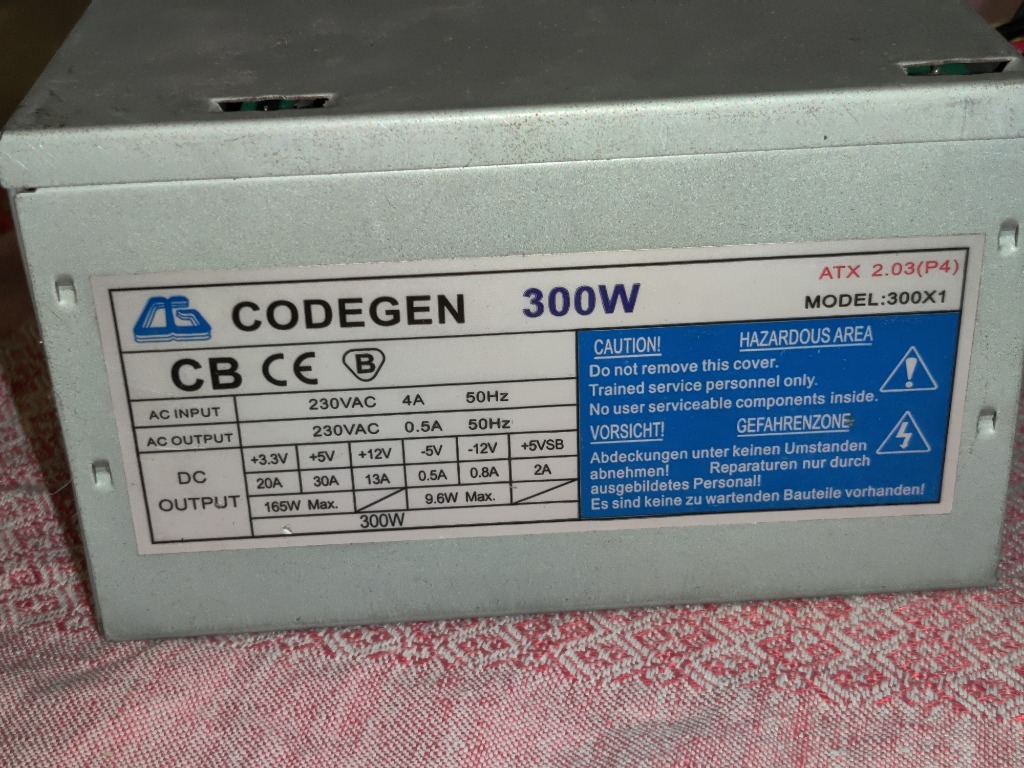 CODEGEN 300W
ATX 2.03(P4)
MODEL:300X1
CB CE B
AC INPUT 230VAC 4A 50Hz
AC OUTPUT 230VAC 0.5A 50Hz
DC OUTPUT
+3.3V +5V +12V -5V -12V +5VSB
20A 30A 13A 0.5A 0.8A 2A
165W Max. 9.6W Max.
300W
CAUTION! HAZARDOUS AREA
Do not remove this cover.
Trained service personnel only.
No user serviceable components inside.
VORSICHT! GEFAHRENZONE
Abdeckungen unter keinen Umstanden
abnehmen! Reparaturen nur durch
ausgebildetes Personal!
Es sind keine zu wartenden Bauteile vorhanden!